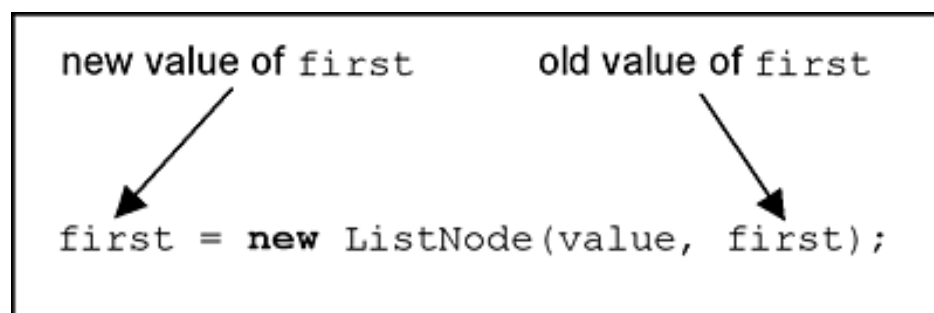 new value of first old value of first
first = new ListNode(value, first);